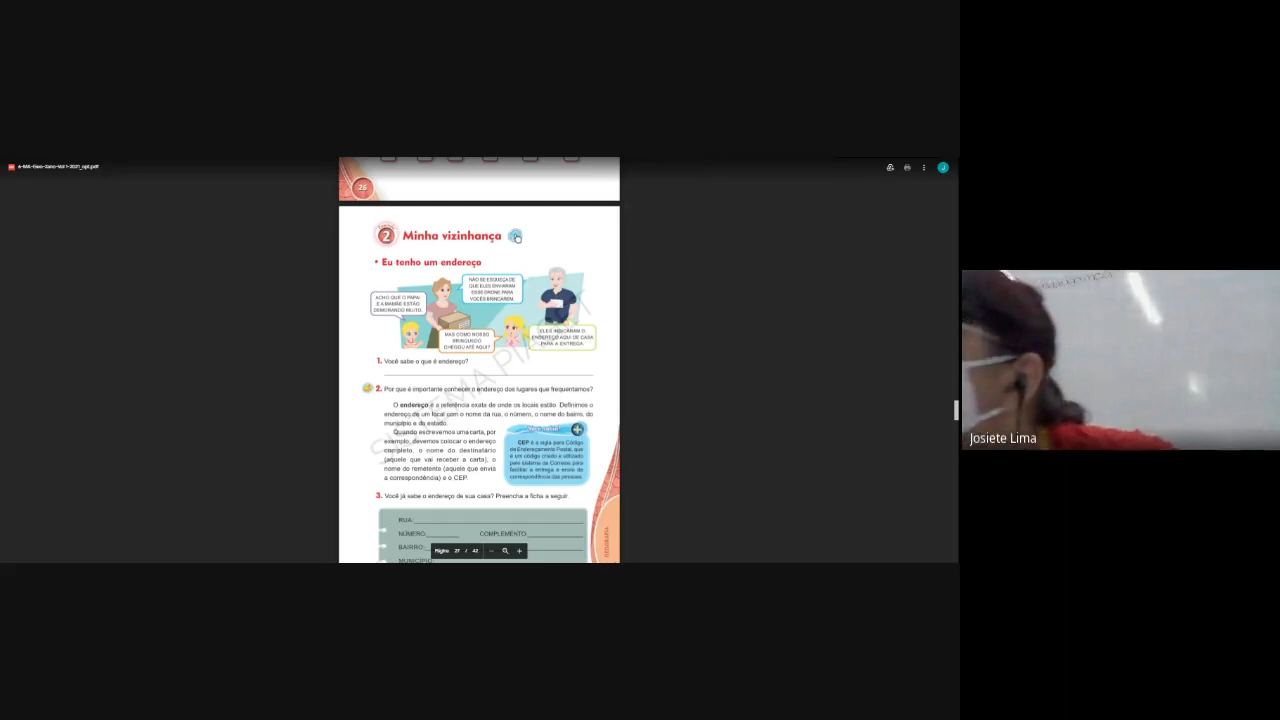 26
2 Minha vizinhança
• Eu tenho um endereço
ACHO QUE O PAPAI
E A MAMÃE ESTÃO
DEMORANDO MUITO.
NÃO SE ESQUEÇA DE
QUE ELES ENVIARAM
ESSE DRONE PARA
VOCÊS BRINCAREM.
MAS COMO NOSSO
BRINQUEDO
CHEGOU ATÉ AQUI?
ELES INDICARAM O
ENDEREÇO AQUI DE CASA
PARA A ENTREGA.
1. Você sabe o que é endereço?
2. Por que é importante conhecer o endereço dos lugares que frequentamos?
O endereço é a referência exata de onde os locais estão. Definimos o
endereço de um local com o nome da rua, o número, o nome do bairro, do
município e do estado.
Quando escrevemos uma carta, por
exemplo, devemos colocar o endereço
completo, o nome do destinatário
(aquele que vai receber a carta), o
nome do remetente (aquele que envia
a correspondência) e o CEP.
CEP é a sigla para Código
de Endereçamento Postal, que
é um código criado e utilizado
pelo sistema de Correios para
facilitar a entrega e envio de
correspondência das pessoas.
3. Você já sabe o endereço de sua casa? Preencha a ficha a seguir.
RUA:
NÚMERO: COMPLEMENTO:
BAIRRO:
MUNICÍPIO:
GEOGRAFIA
Página 27 / 42
J
Josiete Lima